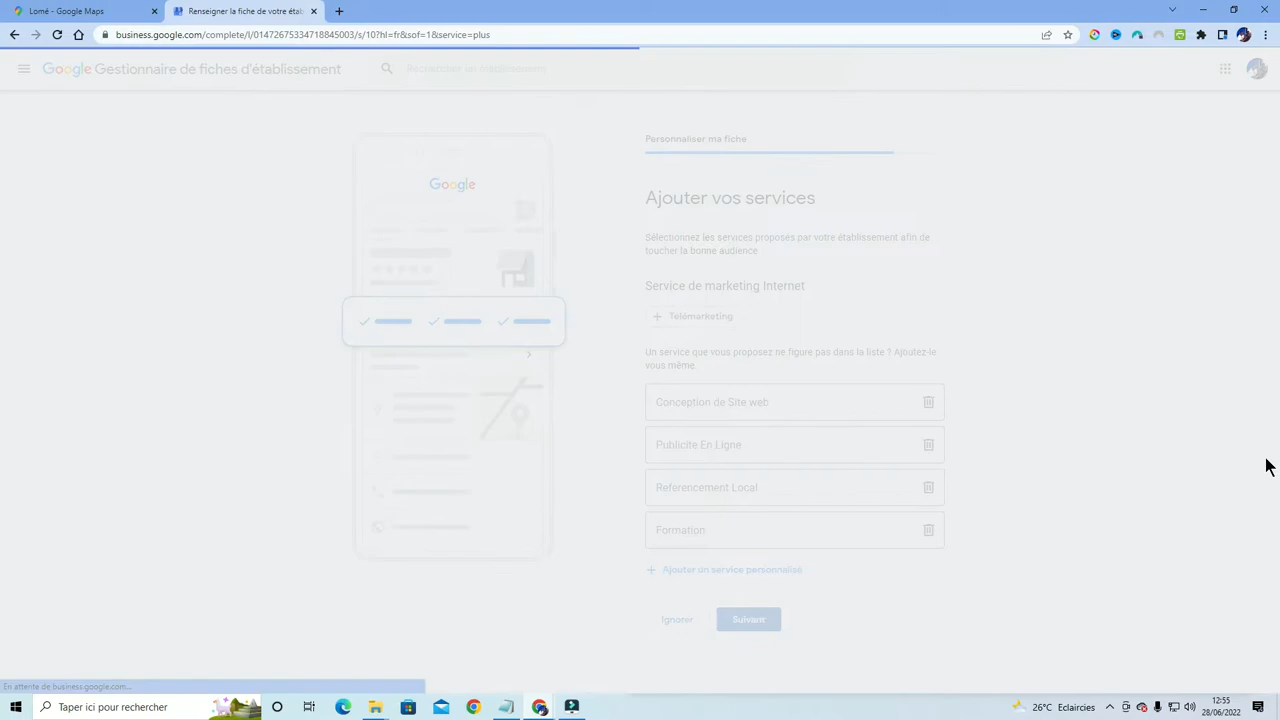 Lomé - Google Maps
Renseigner la fiche de votre étab
business.google.com/complete/l/01472675334718845003/s/10?hl=fr&sof=1&service=plus
Google Gestionnaire de fiches d'établissement
Rechercher un établissement
Personnaliser ma fiche
Google
Ajouter vos services
Sélectionnez les services proposés par votre établissement afin de
toucher la bonne audience
Service de marketing Internet
+ Télémarketing
Un service que vous proposez ne figure pas dans la liste ? Ajoutez-le
vous même.
Conception de Site web
Publicite En Ligne
Referencement Local
Formation
+ Ajouter un service personnalisé
Ignorer
Suivant
En attente de business.google.com...
Taper ici pour rechercher
26°C Eclaircies
12:55
28/06/2022